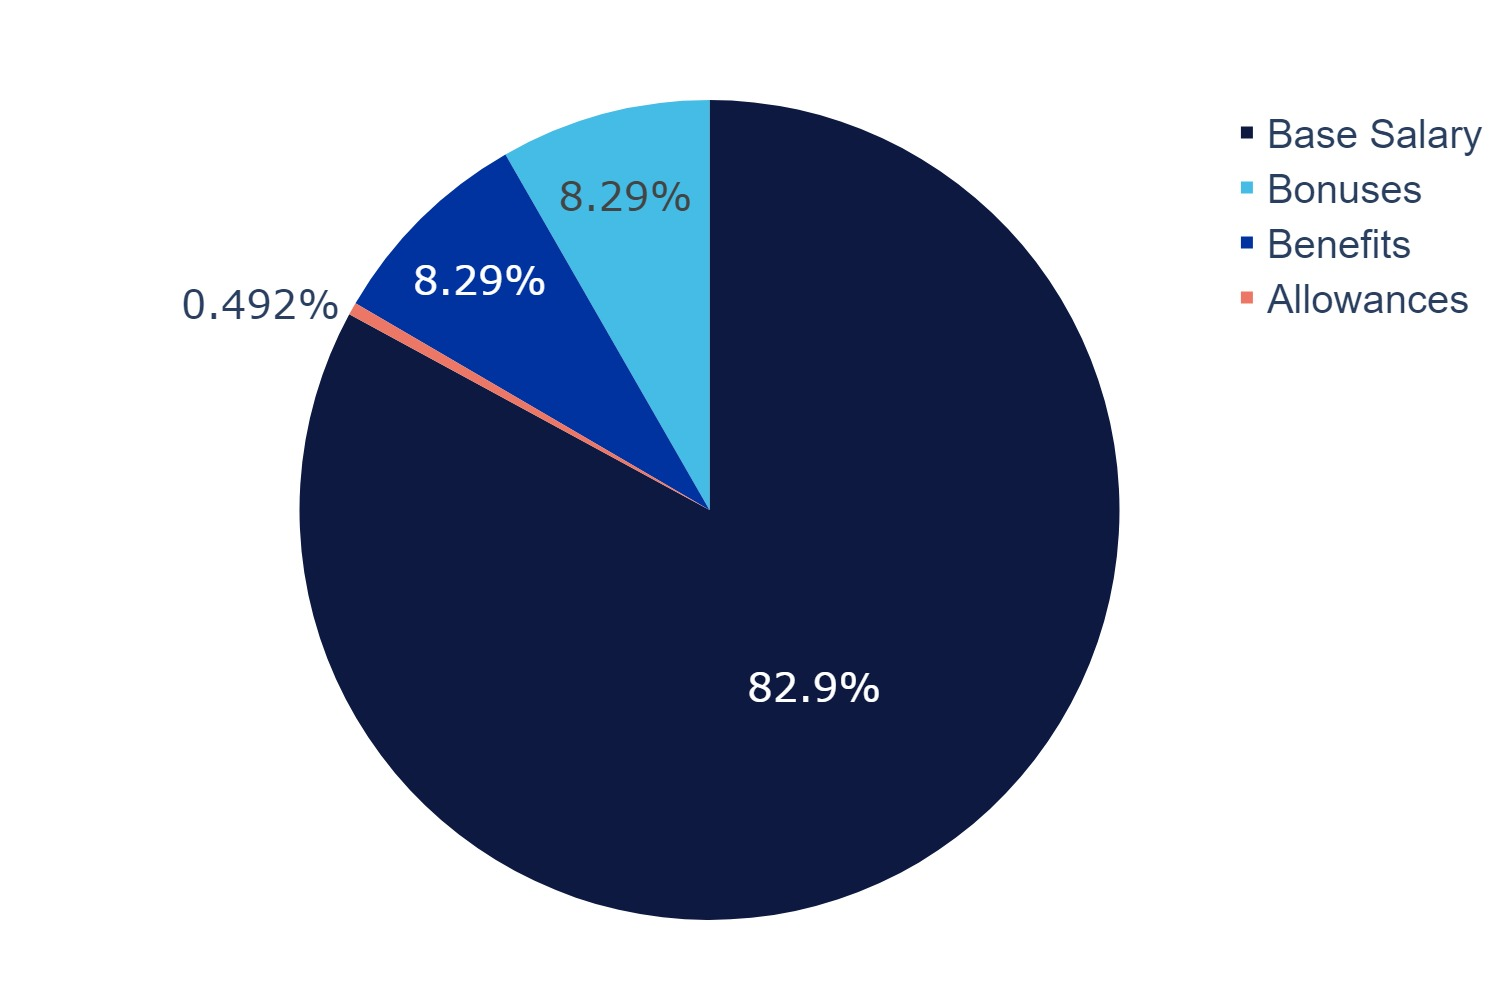 Base Salary
Bonuses
Benefits
Allowances
8.29%
8.29%
0.492%
82.9%